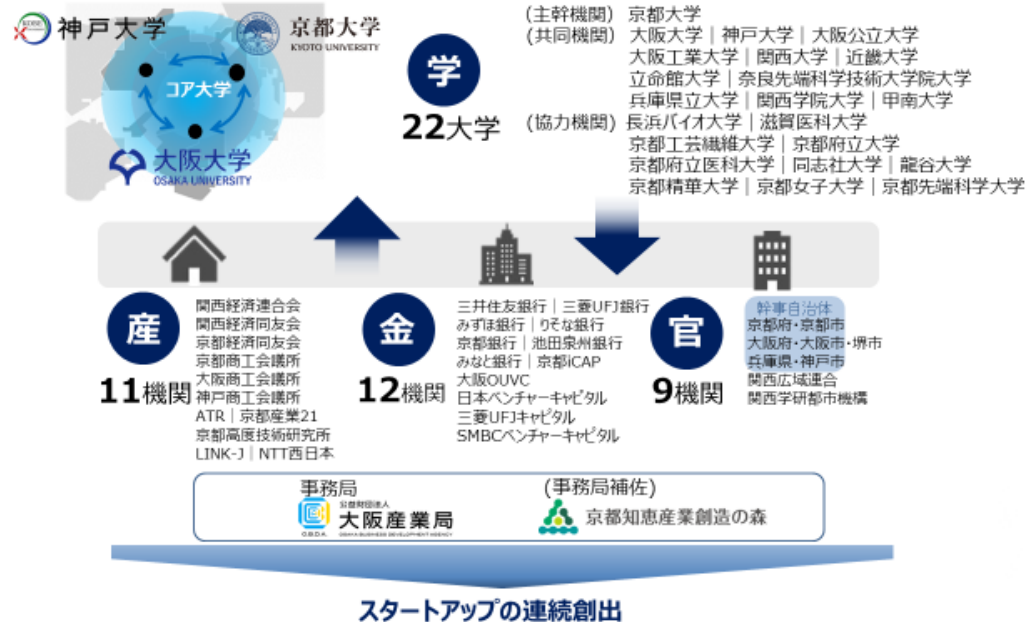 神戸大学
京都大学
KYOTO UNIVERSITY
コア大学
大阪大学
OSAKA UNIVERSITY
学
22大学
(主幹機関) 京都大学
(共同機関) 大阪大学｜神戸大学｜大阪公立大学
大阪工業大学｜関西大学｜近畿大学
立命館大学｜奈良先端科学技術大学院大学
兵庫県立大学｜関西学院大学｜甲南大学
(協力機関) 長浜バイオ大学｜滋賀医科大学
京都工芸繊維大学｜京都府立大学
京都府立医科大学｜同志社大学｜龍谷大学
京都精華大学｜京都女子大学｜京都先端科学大学
産
11機関
関西経済連合会
関西経済同友会
京都経済同友会
京都商工会議所
大阪商工会議所
神戸商工会議所
ATR｜京都産業21
京都高度技術研究所
LINK-J｜NTT西日本
金
12機関
三井住友銀行｜三菱UFJ銀行
みずほ銀行｜りそな銀行
京都銀行｜池田泉州銀行
みなと銀行｜京都iCAP
大阪OUVC
日本ベンチャーキャピタル
三菱UFJキャピタル
SMBCベンチャーキャピタル
官
9機関
幹事自治体
京都府・京都市
大阪府・大阪市・堺市
兵庫県・神戸市
関西広域連合
関西学研都市機構
事務局
公益財団法人
大阪産業局
O.B.D.A.
OSAKA BUSINESS DEVELOPMENT AGENCY
(事務局補佐)
京都知恵産業創造の森
スタートアップの連続創出